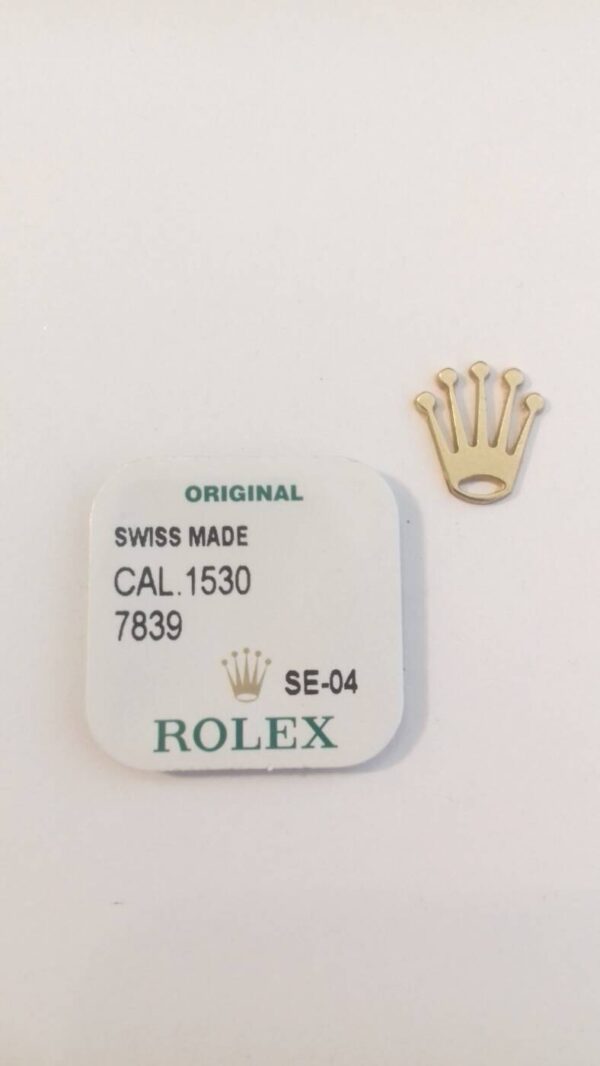 ORIGINAL
SWISS MADE
CAL.1530
7839
SE-04
ROLEX